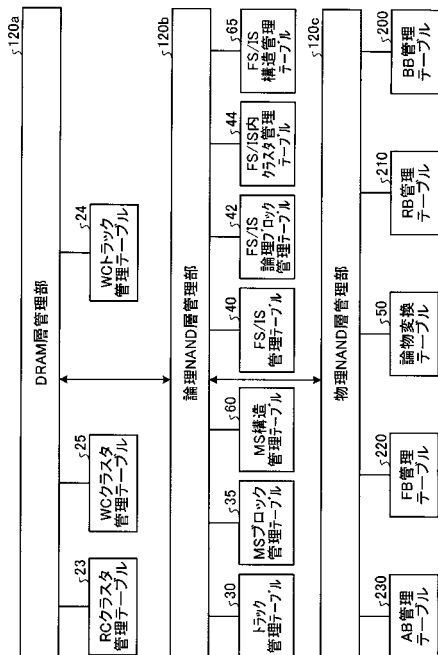 120a
DRAM層管理部
23
RCクラスタ
管理テーブル
25
WCクラスタ
管理テーブル
24
WCトラック
管理テーブル
120b
論理NAND層管理部
30
トラック
管理テーブル
35
MSブロック
管理テーブル
60
MS構造
管理テーブル
40
FS/IS
管理テーブル
42
FS/IS
論理ブロック
管理テーブル
44
FS/IS内
クラスタ管理
テーブル
65
FS/IS
構造管理
テーブル
120c
物理NAND層管理部
230
AB管理
テーブル
220
FB管理
テーブル
50
論物変換
テーブル
210
RB管理
テーブル
200
BB管理
テーブル